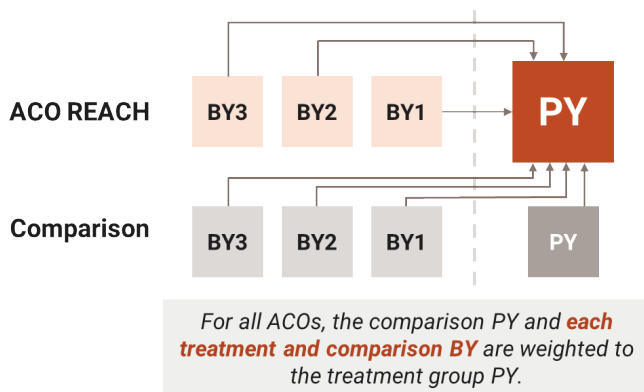 ACO REACH
BY3 BY2 BY1 PY
Comparison
BY3 BY2 BY1 PY
For all ACOs, the comparison PY and each
treatment and comparison BY are weighted to
the treatment group PY.